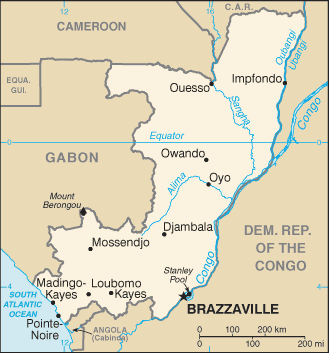 12
16
C.A.R.
CAMEROON
Oubangi
Ubangi
EQUA.
GUI.
Impfondo
Ouesso
Sangha
Congo
0
Equator
0
GABON
Owando
Alima
Oyo
Mount
Berongou
Mossendjo
Djambala
DEM. REP.
OF THE
CONGO
Stanley
Pool
Congo
4
4
Madingo-
Kayes
Loubomo
Kayes
SOUTH
ATLANTIC
OCEAN
BRAZZAVILLE
Pointe-
Noire
ANGOLA
(Cabinda)
0
100
200 km
0
100
200 mi
12
16